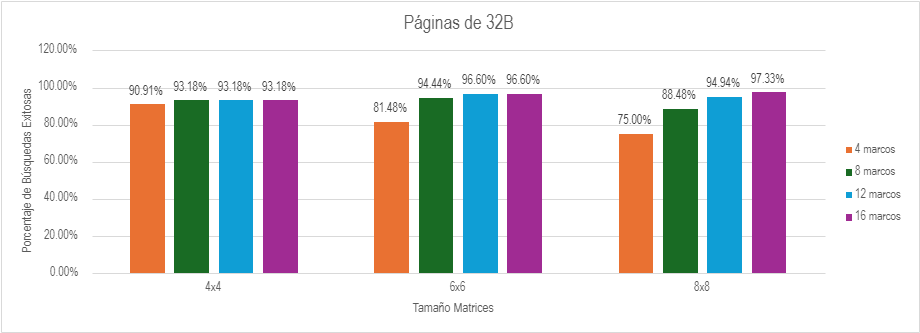 Páginas de 32B
120.00%
100.00%
80.00%
60.00%
40.00%
20.00%
0.00%
Porcentaje de Búsquedas Exitosas
90.91%
93.18%
93.18%
93.18%
81.48%
94.44%
96.60%
96.60%
75.00%
88.48%
94.94%
97.33%
4x4
6x6
8x8
Tamaño Matrices
4 marcos
8 marcos
12 marcos
16 marcos